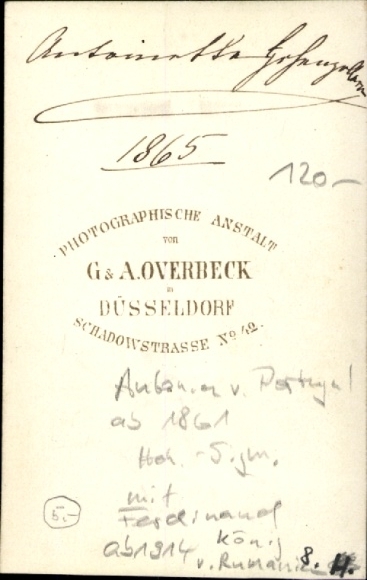 Antoinette Hohenzollern
1865
120-
PHOTOGRAPHISCHE ANSTALT
von
G & A. OVERBECK
in
DÜSSELDORF
SCHADOWSTRASSE No 42.
Antonia v. Portugal
ab 1861
Hoh. - Sigm.
mit
Ferdinand
ab 1914 König
v. Rumänien
5.-
8. H.